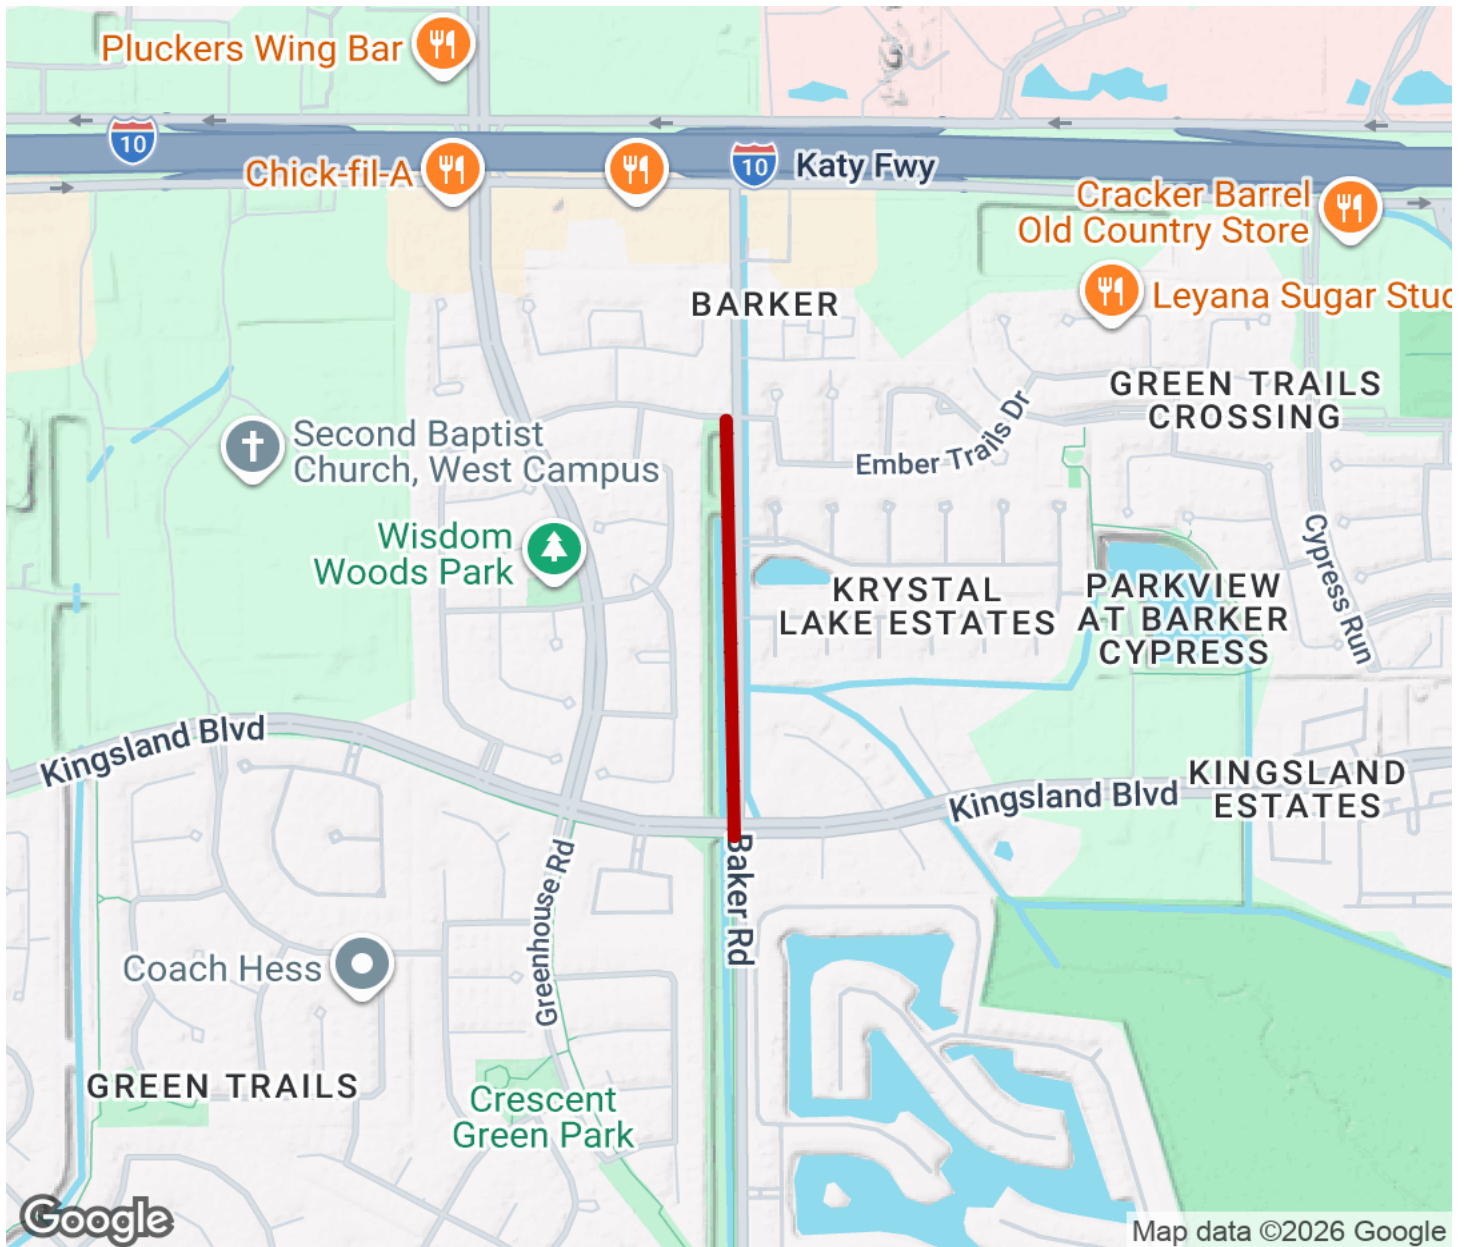 Pluckers Wing Bar
10
Chick-fil-A
10
Katy Fwy
Cracker Barrel
Old Country Store
BARKER
Leyana Sugar Stud
GREEN TRAILS
CROSSING
Second Baptist
Church, West Campus
Ember Trails Dr
Wisdom
Woods Park
Cypress Run
KRYSTAL
LAKE ESTATES
PARKVIEW
AT BARKER
CYPRESS
Kingsland Blvd
Kingsland Blvd
KINGSLAND
ESTATES
Baker Rd
Greenhouse Rd
Coach Hess
GREEN TRAILS
Crescent
Green Park
Google
Map data ©2026 Google